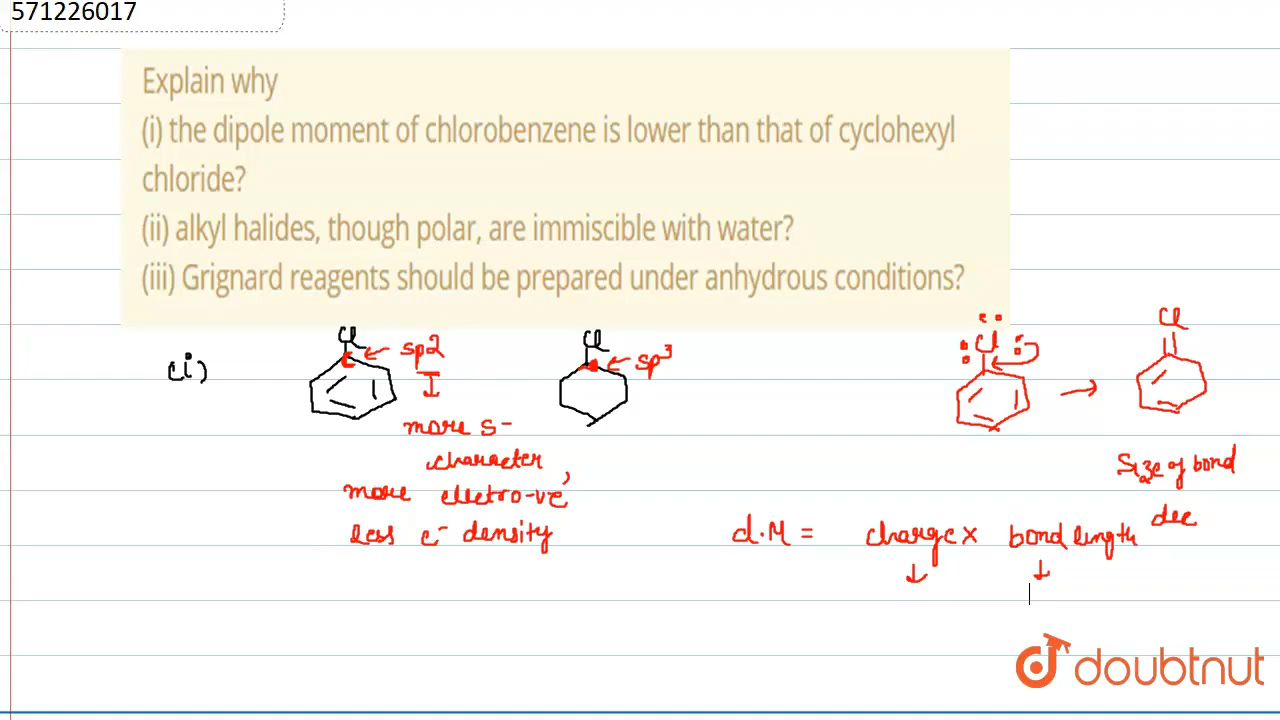 571226017
Explain why
(i) the dipole moment of chlorobenzene is lower than that of cyclohexyl
chloride?
(ii) alkyl halides, though polar, are immiscible with water?
(iii) Grignard reagents should be prepared under anhydrous conditions?
(i)
Cl
sp2
Cl
sp3
Cl
Cl
more s-
character,
more elletro-ve
less e- density
Size of bond
dec
d.M = charge x bond length
doubtnut